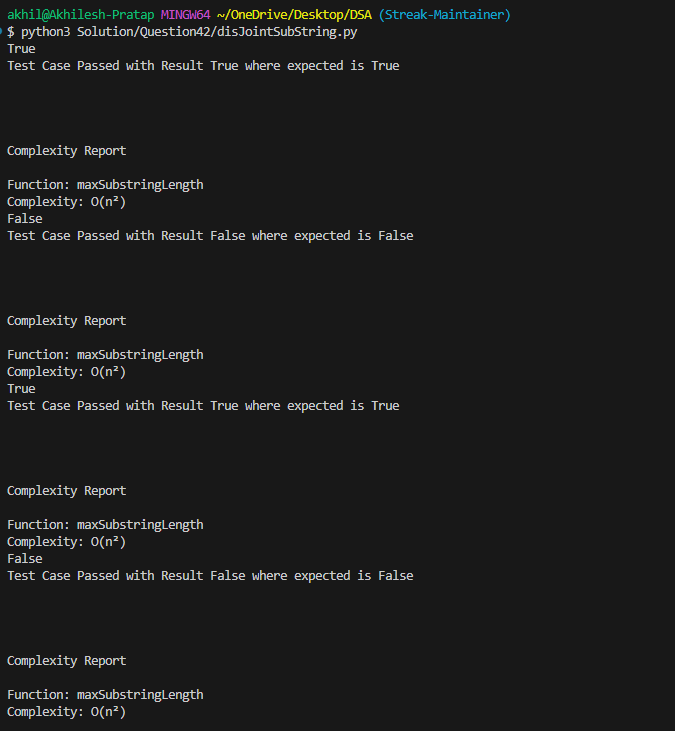 akhil@Akhilesh-Pratap MINGW64 ~/OneDrive/Desktop/DSA (Streak-Maintainer)
$ python3 Solution/Question42/disJointSubString.py
True
Test Case Passed with Result True where expected is True
Complexity Report
Function: maxSubstringLength
Complexity: O(n²)
False
Test Case Passed with Result False where expected is False
Complexity Report
Function: maxSubstringLength
Complexity: O(n²)
True
Test Case Passed with Result True where expected is True
Complexity Report
Function: maxSubstringLength
Complexity: O(n²)
False
Test Case Passed with Result False where expected is False
Complexity Report
Function: maxSubstringLength
Complexity: O(n²)